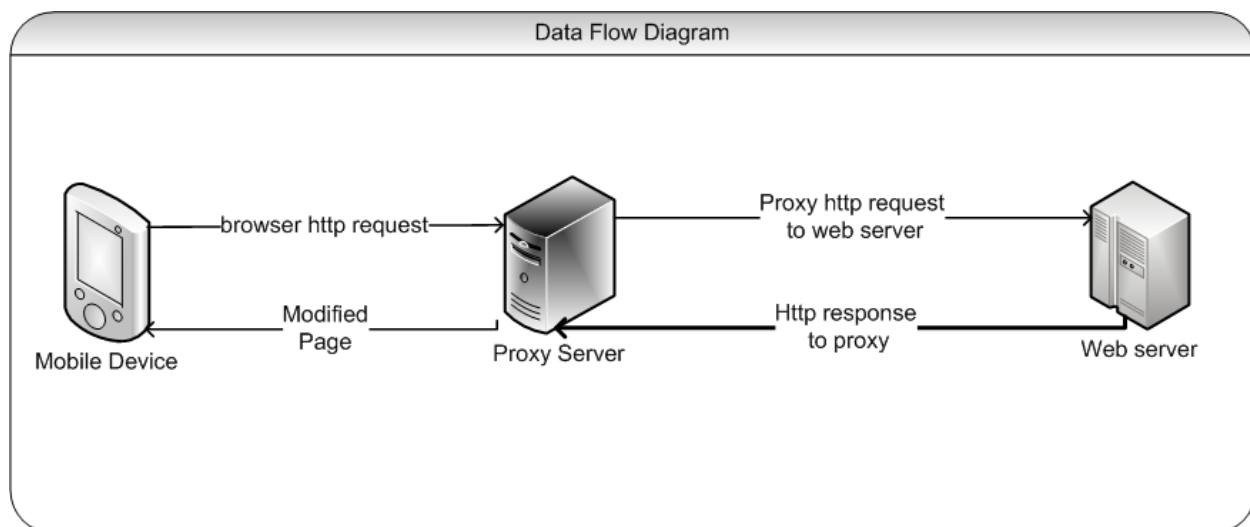 Data Flow Diagram
browser http request
Proxy http request
to web server
Modified
Page
Http response
to proxy
Mobile Device
Proxy Server
Web server